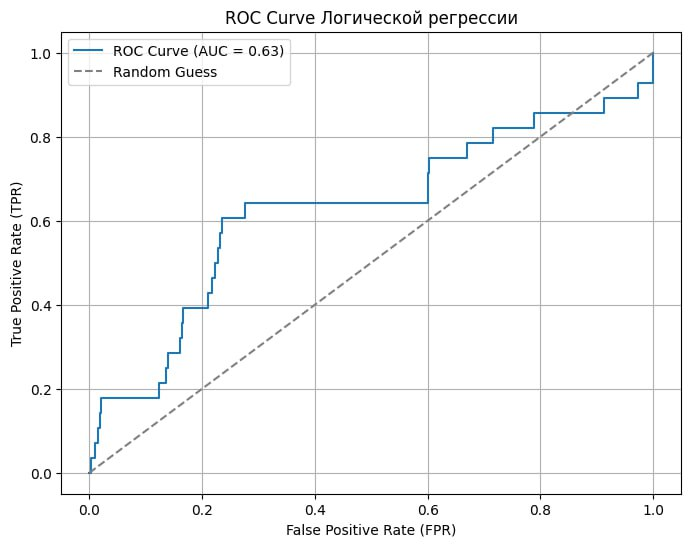 ROC Curve Логической регрессии
ROC Curve (AUC = 0.63)
Random Guess
True Positive Rate (TPR)
1.0
0.8
0.6
0.4
0.2
0.0
0.0 0.2 0.4 0.6 0.8 1.0
False Positive Rate (FPR)